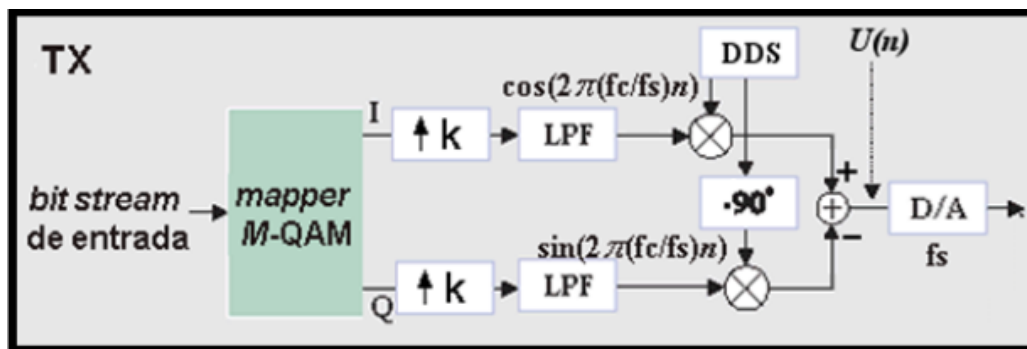 TX
bit stream
de entrada
mapper
M-QAM
I
↑ k
LPF
cos(2π(fc/fs)n)
DDS
U(n)
-90°
+
−
D/A
fs
Q
↑ k
LPF
sin(2π(fc/fs)n)